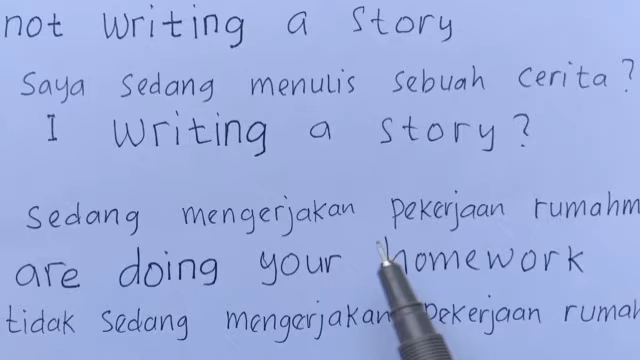 not writing a story
Saya sedang menulis sebuah cerita?
I writing a story?
sedang mengerjakan pekerjaan rumahm
are doing your homework
tidak sedang mengerjakan pekerjaan rumah